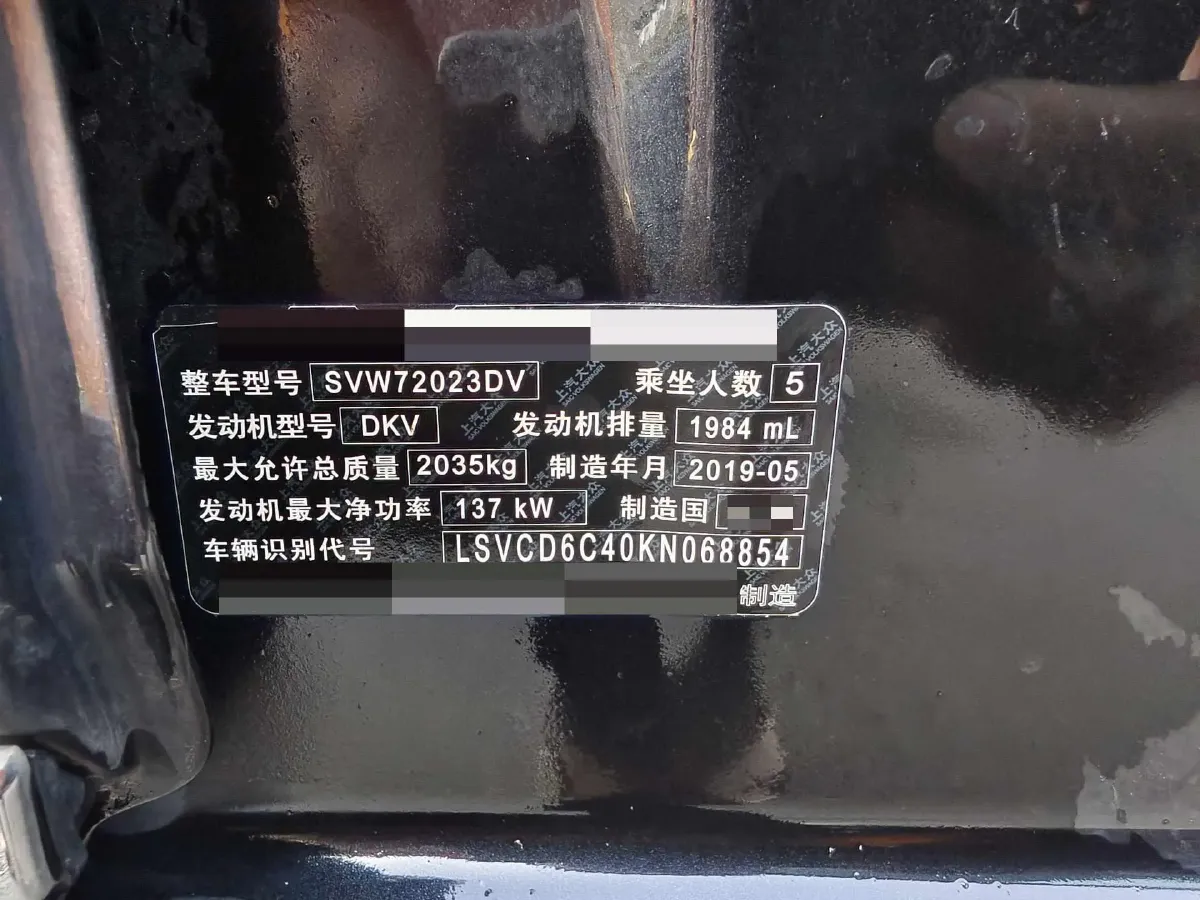 整车型号 SVW72023DV 乘坐人数 5
发动机型号 DKV 发动机排量 1984 mL
最大允许总质量 2035kg 制造年月 2019-05
发动机最大净功率 137 kW 制造国
车辆识别代号 LSVCD6C40KN068854
制造